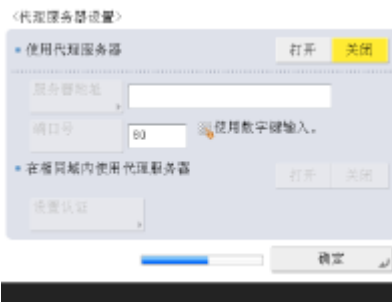 <代理服务器设置>
使用代理服务器 打开 关闭
服务器地址
端口号 80 使用数字键输入。
在相同域内使用代理服务器 打开 关闭
设置认证
确定